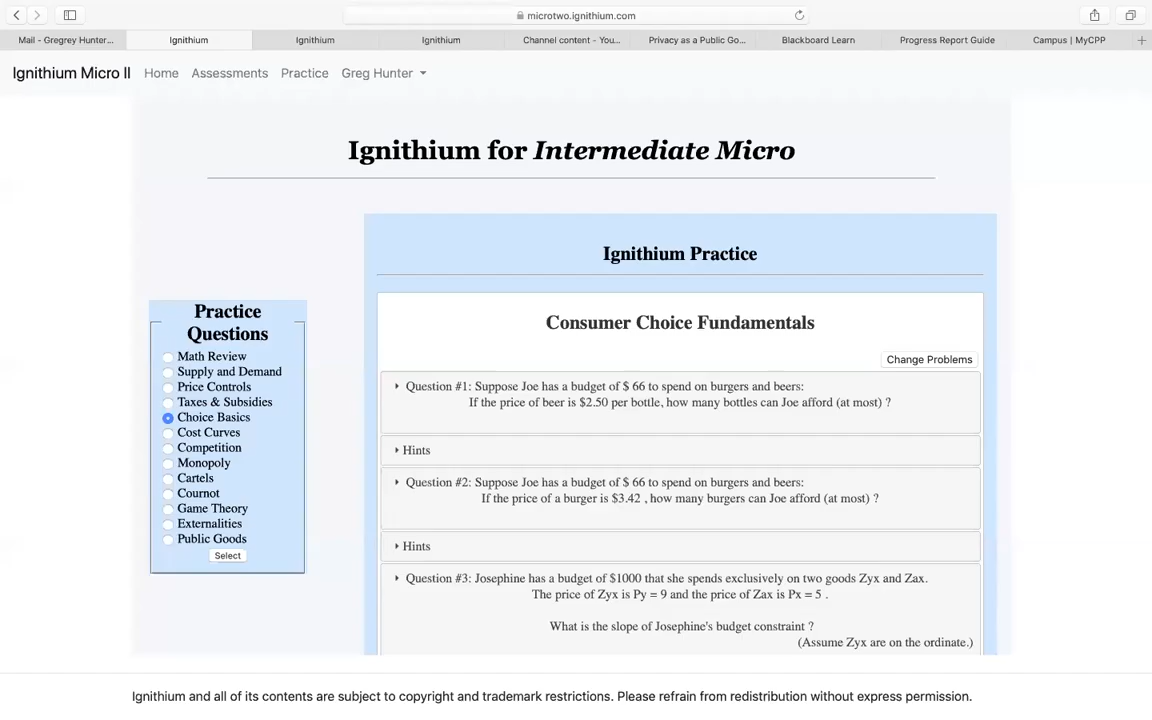 microtwo.ignithium.com
Mail - Gregrey Hunter...
Ignithium
Ignithium
Ignithium
Channel content - You...
Privacy as a Public Go...
Blackboard Learn
Progress Report Guide
Campus | MyCPP
Ignithium Micro II Home Assessments Practice Greg Hunter
Ignithium for Intermediate Micro
Practice
Questions
Math Review
Supply and Demand
Price Controls
Taxes & Subsidies
Choice Basics
Cost Curves
Competition
Monopoly
Cartels
Cournot
Game Theory
Externalities
Public Goods
Select
Ignithium Practice
Consumer Choice Fundamentals
Change Problems
Question #1: Suppose Joe has a budget of $ 66 to spend on burgers and beers:
If the price of beer is $2.50 per bottle, how many bottles can Joe afford (at most) ?
Hints
Question #2: Suppose Joe has a budget of $ 66 to spend on burgers and beers:
If the price of a burger is $3.42 , how many burgers can Joe afford (at most) ?
Hints
Question #3: Josephine has a budget of $1000 that she spends exclusively on two goods Zyx and Zax.
The price of Zyx is Py = 9 and the price of Zax is Px = 5 .
What is the slope of Josephine's budget constraint ?
(Assume Zyx are on the ordinate.)
Ignithium and all of its contents are subject to copyright and trademark restrictions. Please refrain from redistribution without express permission.